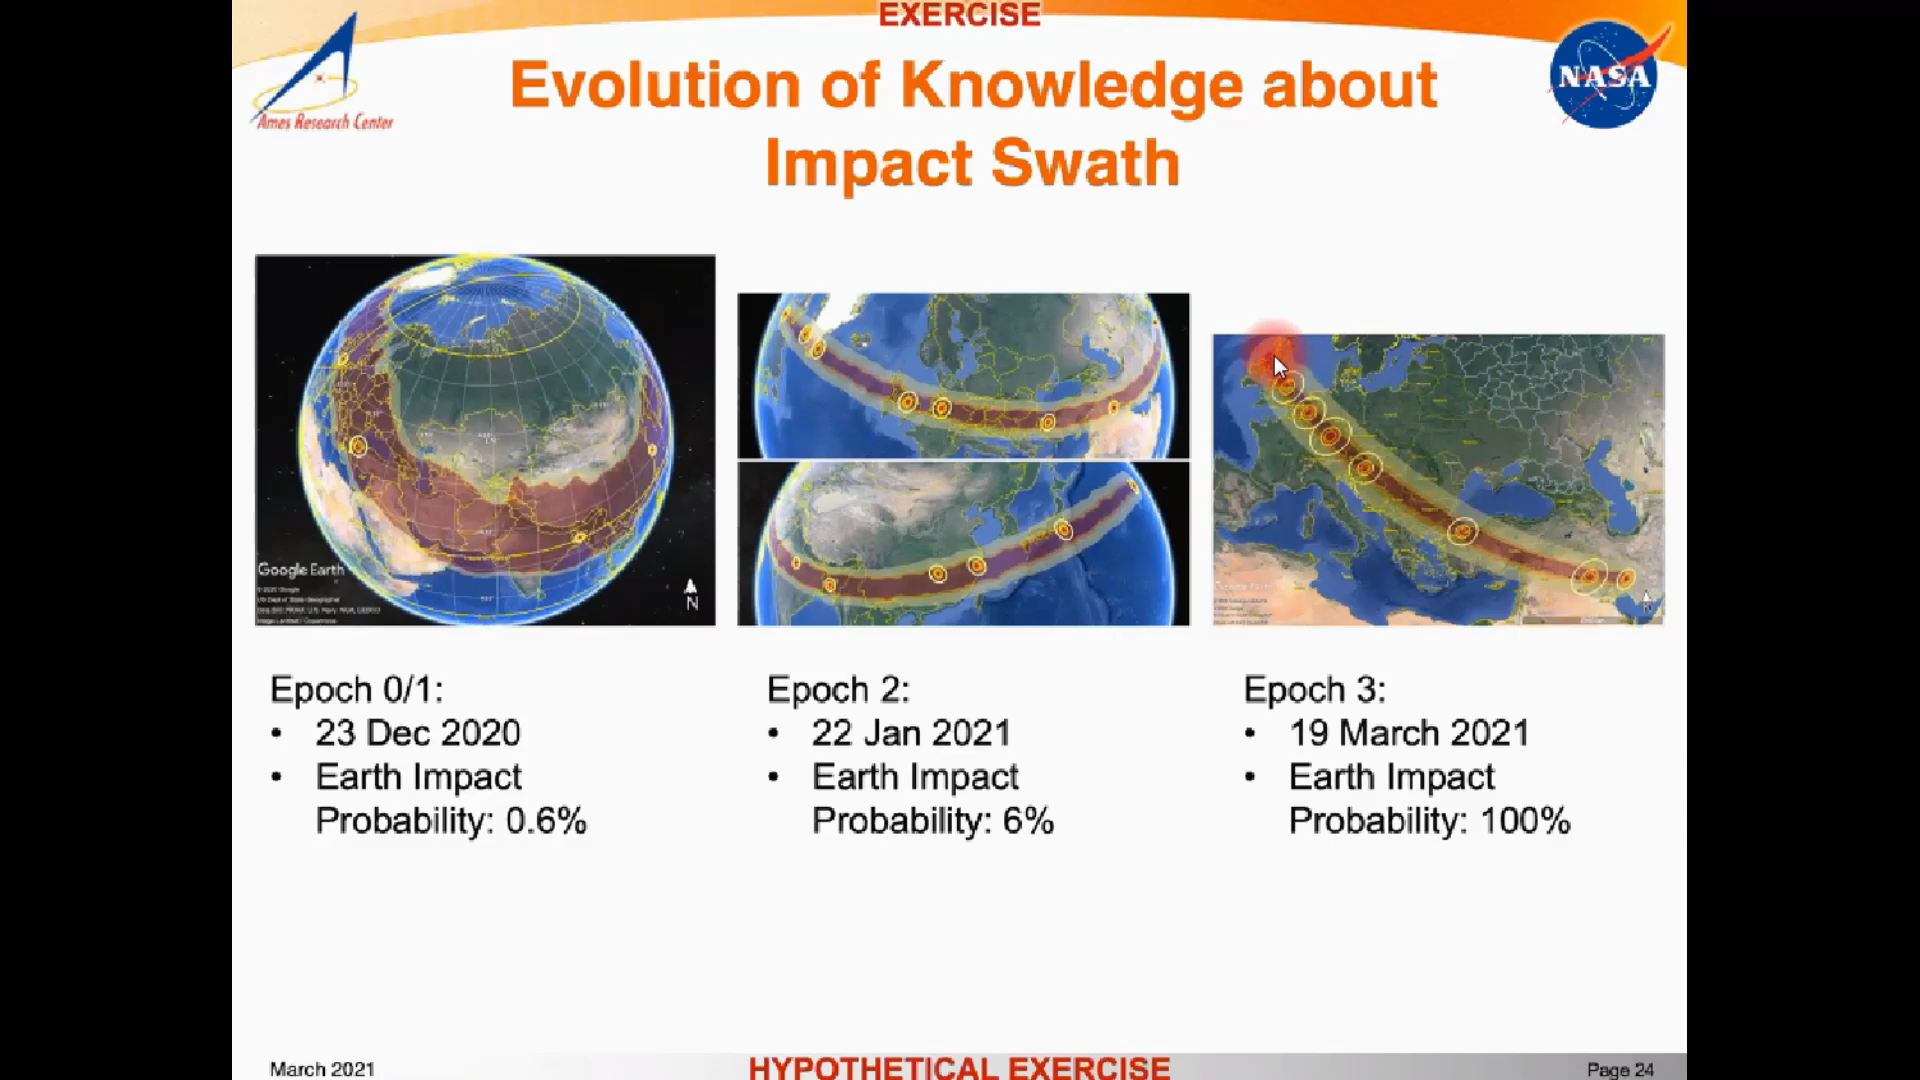 EXERCISE
Ames Research Center
NASA
Evolution of Knowledge about
Impact Swath
Google Earth
N
Epoch 0/1:
• 23 Dec 2020
• Earth Impact
Probability: 0.6%
Epoch 2:
• 22 Jan 2021
• Earth Impact
Probability: 6%
Epoch 3:
• 19 March 2021
• Earth Impact
Probability: 100%
March 2021
HYPOTHETICAL EXERCISE
Page 24